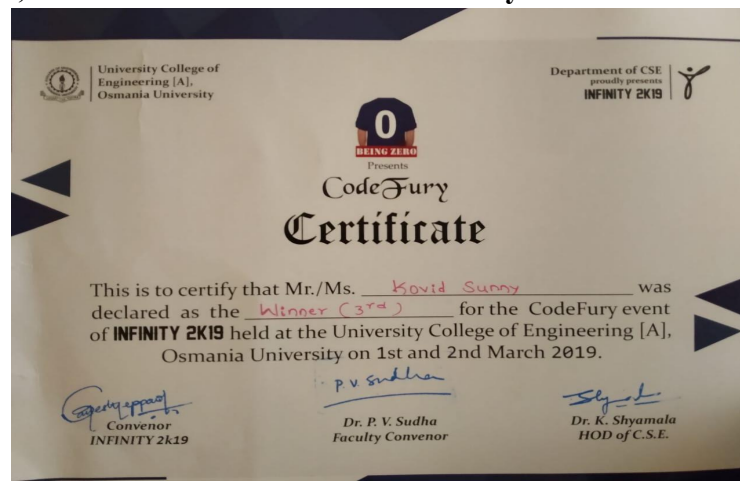 University College of
Engineering [A],
Osmania University
Department of CSE
proudly presents
INFINITY 2K19
0
BEING ZERO
Presents
CodeFury
Certificate
This is to certify that Mr./Ms. Kovid Sunny was
declared as the Winner (3rd) for the CodeFury event
of INFINITY 2K19 held at the University College of Engineering [A],
Osmania University on 1st and 2nd March 2019.
P.V. Sudha
Convenor
INFINITY 2k19
Dr. P. V. Sudha
Faculty Convenor
Dr. K. Shyamala
HOD of C.S.E.